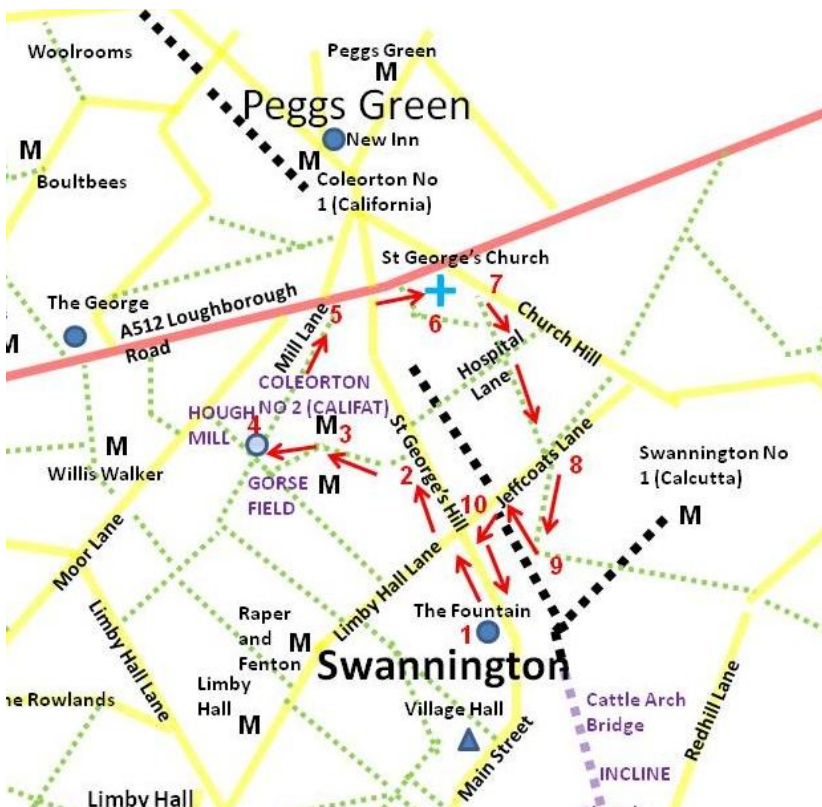 Woolrooms
Peggs Green
M
Peggs Green
New Inn
M
M
Boultbees
Coleorton No
1 (California)
St George's Church
7
The George
A512 Loughborough
Road
5
6
Mill Lane
Church Hill
Hospital
Lane
M
COLEORTON
NO 2 (CALIFAT)
HOUGH
MILL
4
M
3
M
Willis Walker
St George's Hill
GORSE
FIELD
M
2
8
Swannington No
1 (Calcutta)
Jeffcoats Lane
10
M
Moor Lane
9
Limby Hall Lane
Limby Hall Lane
The Fountain
1
Raper
and
Fenton
M
Swannington
Limby
Hall
M
Village Hall
Cattle Arch
Bridge
Redhill Lane
ne Rowlands
Main Street
INCLINE
Limby Hall